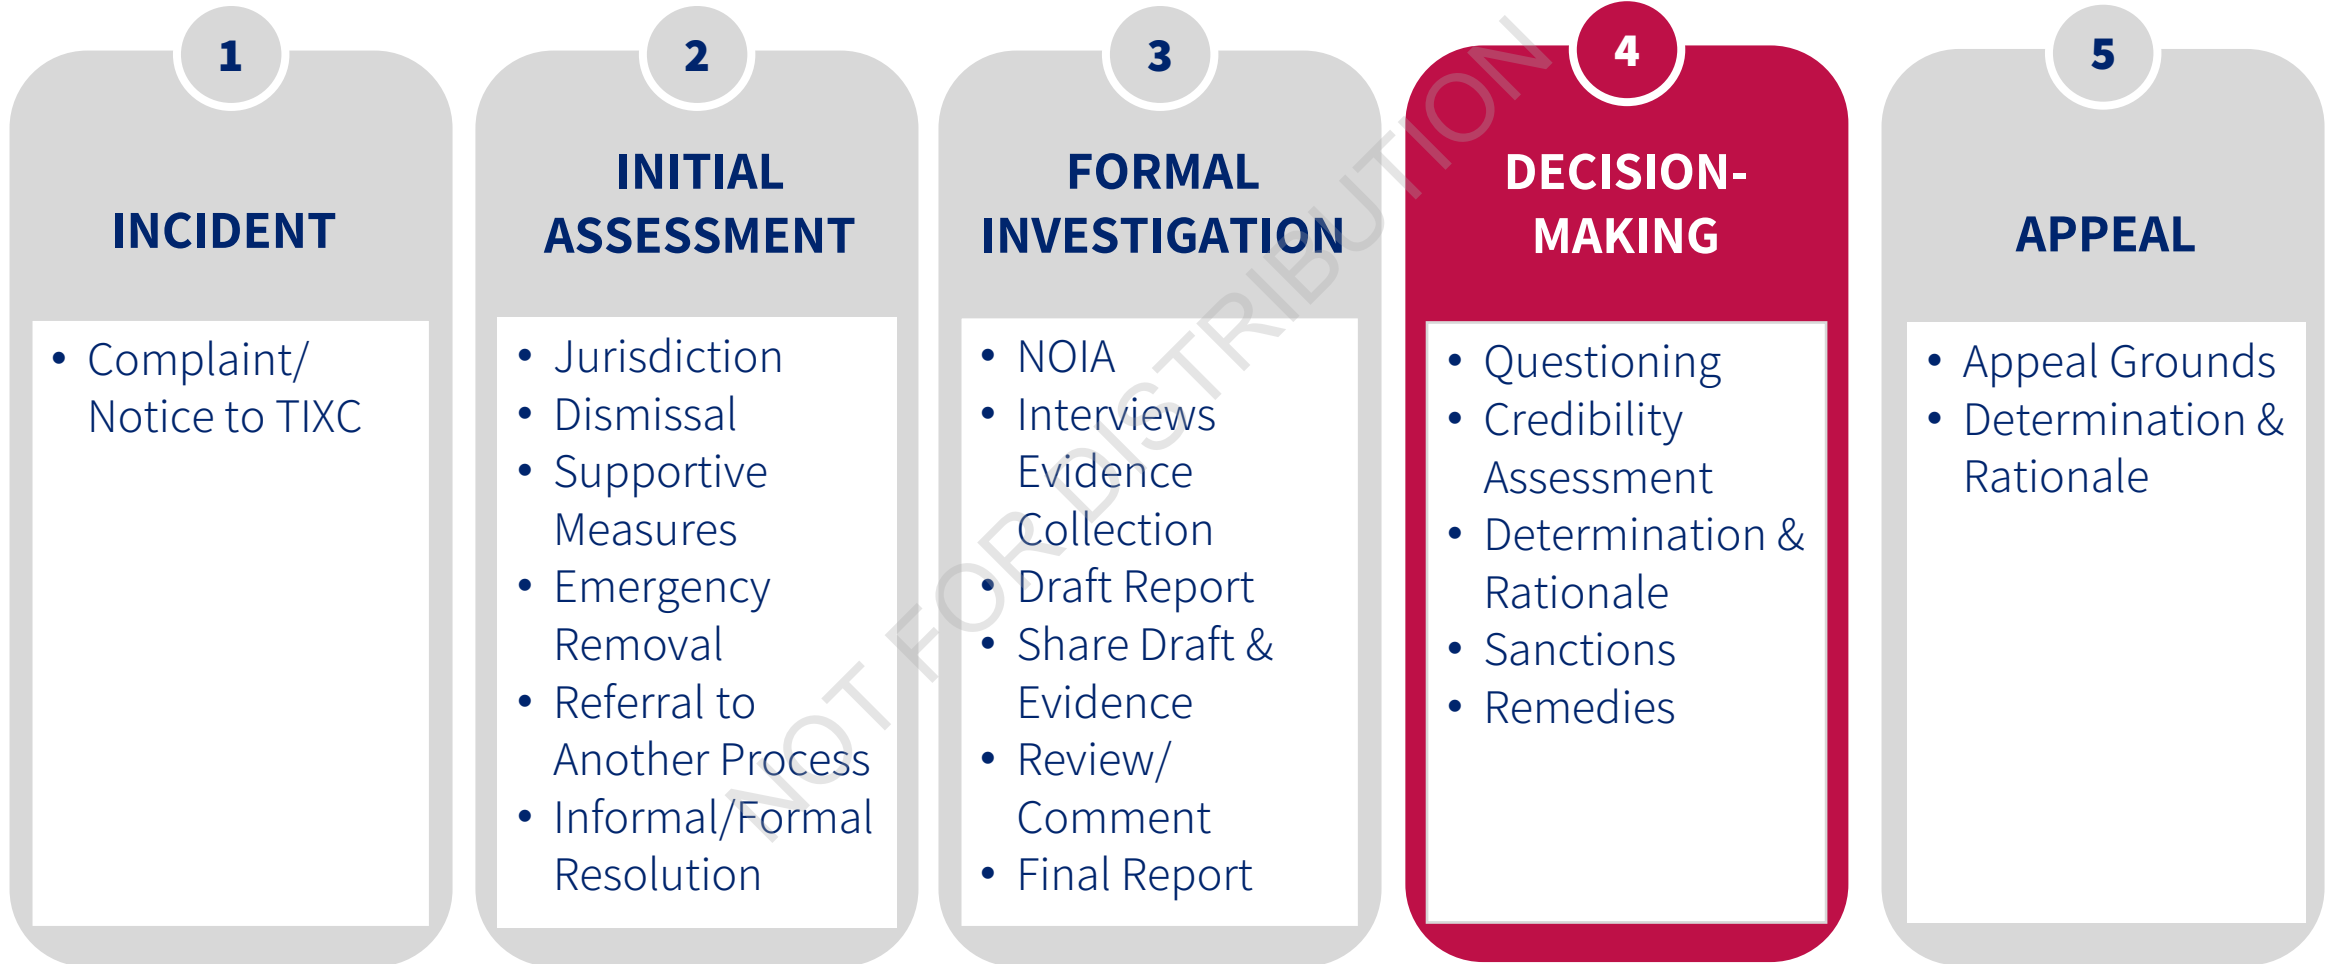 1
INCIDENT
• Complaint/
Notice to TIXC
2
INITIAL
ASSESSMENT
• Jurisdiction
• Dismissal
• Supportive
Measures
• Emergency
Removal
• Referral to
Another Process
• Informal/Formal
Resolution
3
FORMAL
INVESTIGATION
• NOIA
• Interviews
Evidence
Collection
• Draft Report
• Share Draft &
Evidence
• Review/
Comment
• Final Report
4
DECISION-
MAKING
• Questioning
• Credibility
Assessment
• Determination &
Rationale
• Sanctions
• Remedies
5
APPEAL
• Appeal Grounds
• Determination &
Rationale
NOT FOR DISTRIBUTION